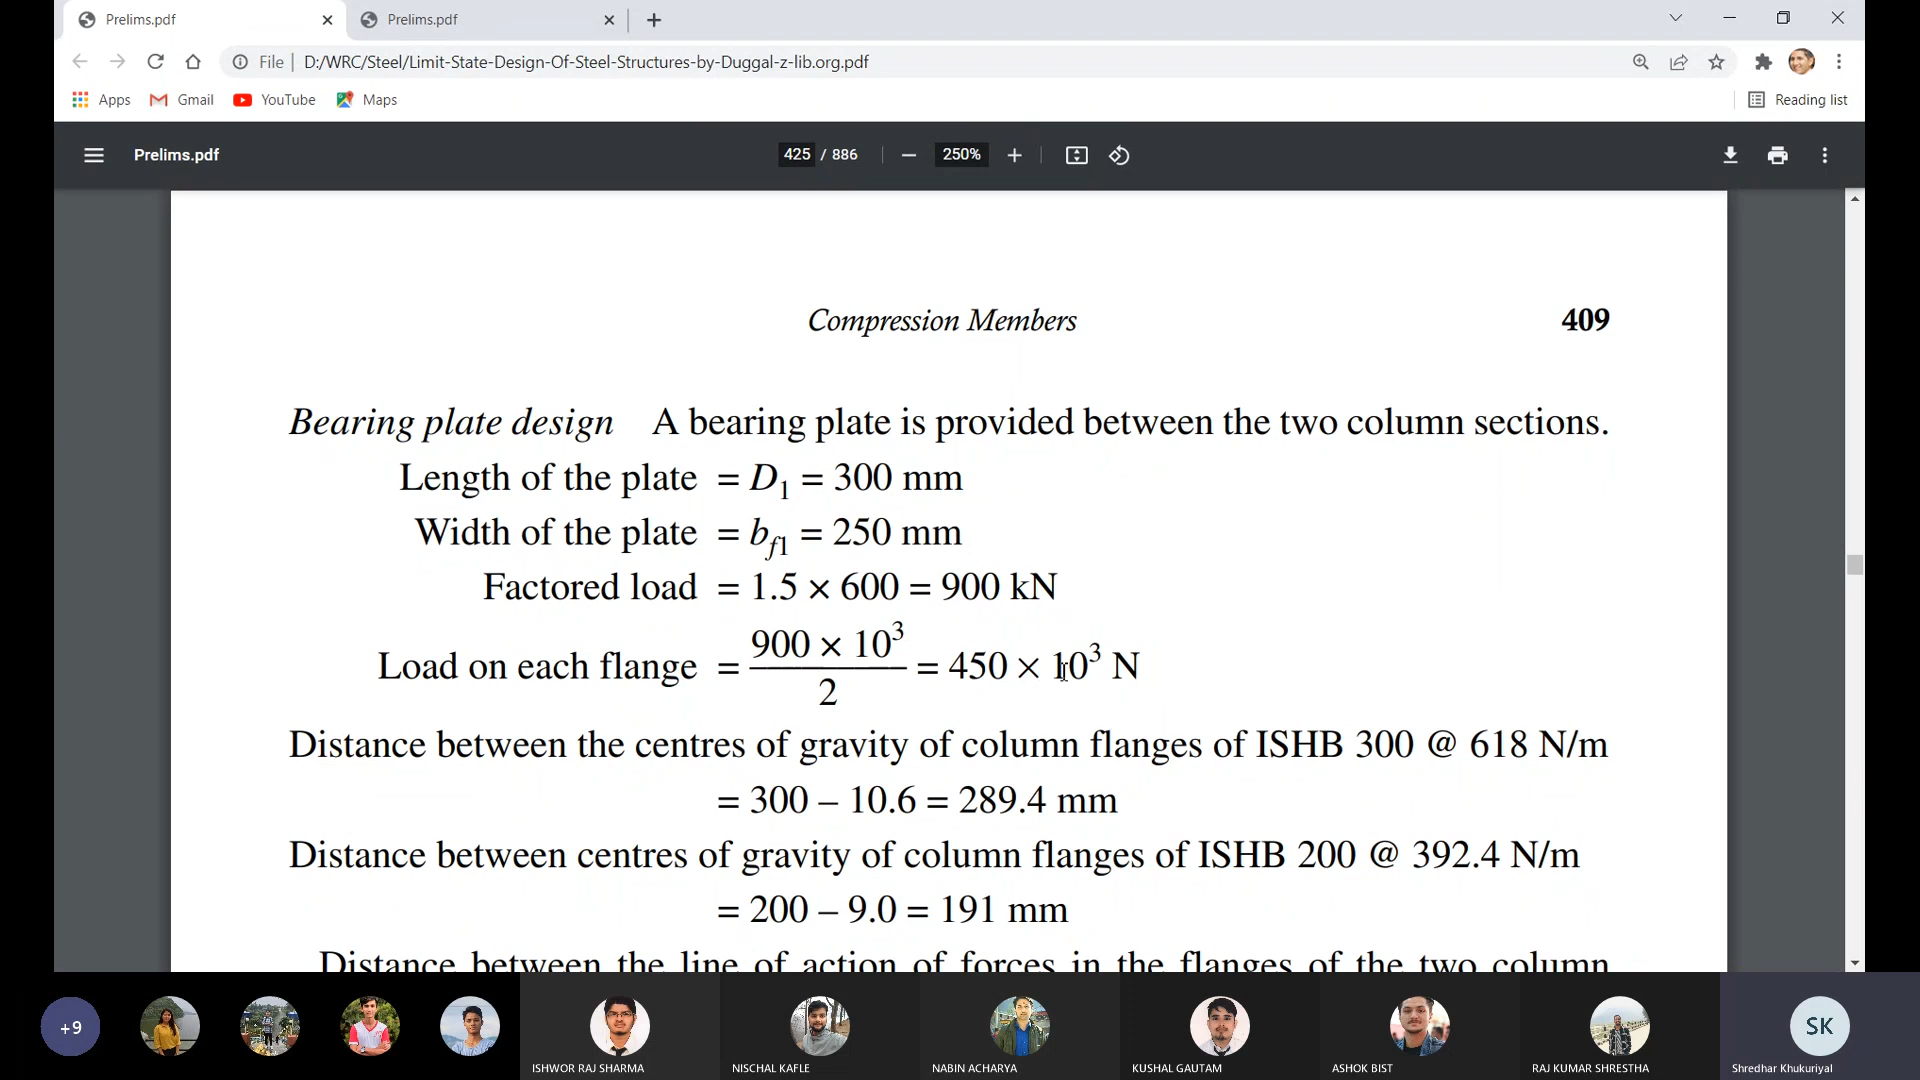 Prelims.pdf
Prelims.pdf
File | D:/WRC/Steel/Limit-State-Design-Of-Steel-Structures-by-Duggal-z-lib.org.pdf
Apps Gmail YouTube Maps Reading list
Prelims.pdf 425 / 886 − 250% +
Compression Members 409
Bearing plate design A bearing plate is provided between the two column sections.
Length of the plate = D₁ = 300 mm
Width of the plate = b_f1 = 250 mm
Factored load = 1.5 × 600 = 900 kN
Load on each flange = (900 × 10³)/2 = 450 × 10³ N
Distance between the centres of gravity of column flanges of ISHB 300 @ 618 N/m
= 300 – 10.6 = 289.4 mm
Distance between centres of gravity of column flanges of ISHB 200 @ 392.4 N/m
= 200 – 9.0 = 191 mm
Distance between the line of action of forces in the flanges of the two column
+9
SK
ISHWOR RAJ SHARMA NISCHAL KAFLE NABIN ACHARYA KUSHAL GAUTAM ASHOK BIST RAJ KUMAR SHRESTHA Shredhar Khukuriyal